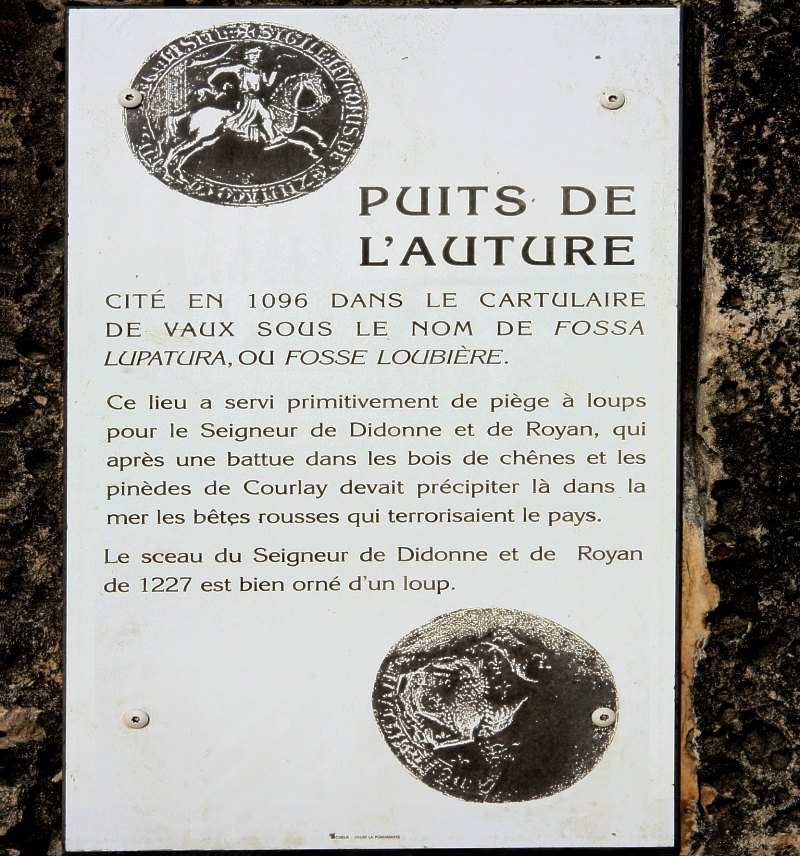 PUITS DE
L'AUTURE
CITÉ EN 1096 DANS LE CARTULAIRE
DE VAUX SOUS LE NOM DE FOSSA
LUPATURA, OU FOSSE LOUBIÈRE.
Ce lieu a servi primitivement de piège à loups
pour le Seigneur de Didonne et de Royan, qui
après une battue dans les bois de chênes et les
pinèdes de Courlay devait précipiter là dans la
mer les bêtes rousses qui terrorisaient le pays.
Le sceau du Seigneur de Didonne et de Royan
de 1227 est bien orné d'un loup.